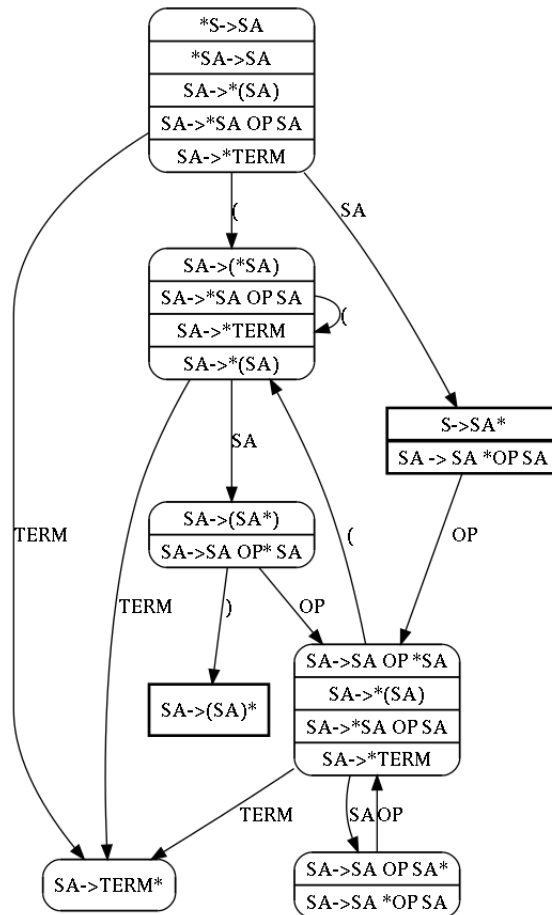 *S->SA
*SA->SA
SA->*(SA)
SA->*SA OP SA
SA->*TERM
(
SA
SA->(*SA)
SA->*SA OP SA
SA->*TERM
SA->*(SA)
(
S->SA*
SA -> SA *OP SA
SA
SA->(SA*)
SA->SA OP* SA
TERM
TERM
(
OP
)
OP
SA->SA OP *SA
SA->*(SA)
SA->*SA OP SA
SA->*TERM
SA->(SA)*
TERM
SA
OP
SA->TERM*
SA->SA OP SA*
SA->SA *OP SA